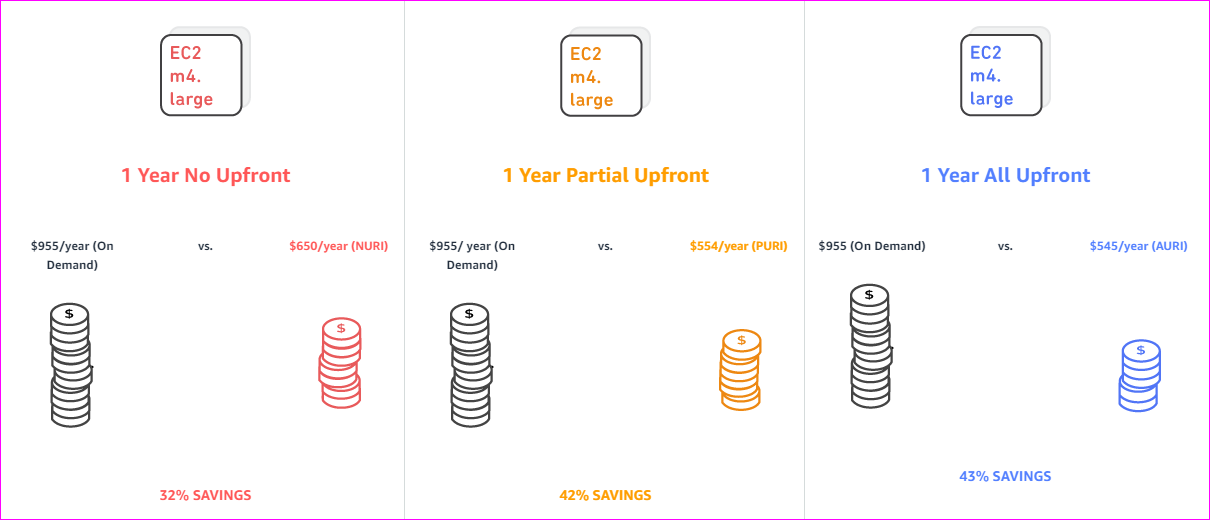 EC2
m4.
large
1 Year No Upfront
$955/year (On
Demand)
vs.
$650/year (NURI)
$
$
32% SAVINGS
EC2
m4.
large
1 Year Partial Upfront
$955/ year (On
Demand)
vs.
$554/year (PURI)
$
$
42% SAVINGS
EC2
m4.
large
1 Year All Upfront
$955 (On Demand)
vs.
$545/year (AURI)
$
$
43% SAVINGS